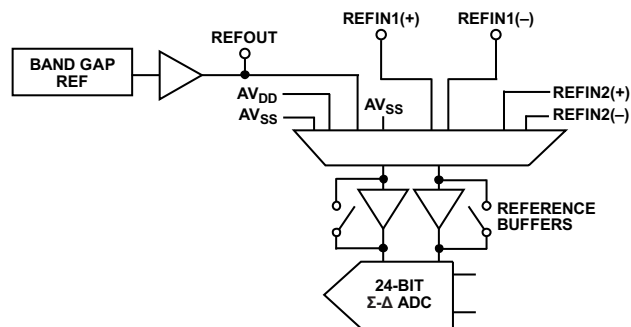 REFIN1(+)
REFIN1(–)
REFOUT
BAND GAP
REF
AVDD
AVSS
AVSS
REFIN2(+)
REFIN2(–)
REFERENCE
BUFFERS
24-BIT
Σ-Δ ADC